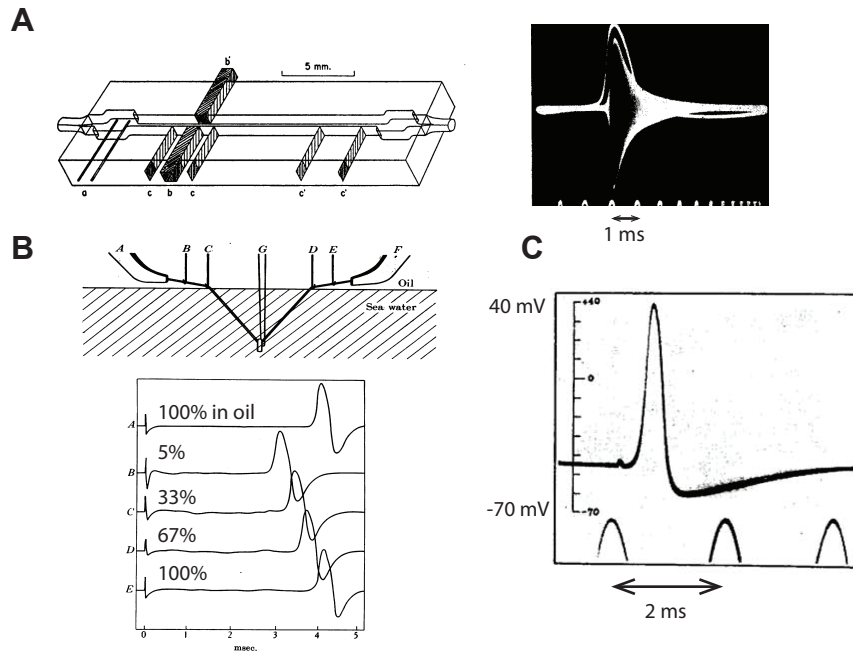 A
b'
5 mm.
a
c
b
c
c'
c'
1 ms
B
A
B
C
G
D
E
F
Oil
Sea water
A
100% in oil
B
5%
C
33%
D
67%
E
100%
0
1
2
3
4
5
msec.
C
40 mV
+40
0
-70 mV
-70
2 ms